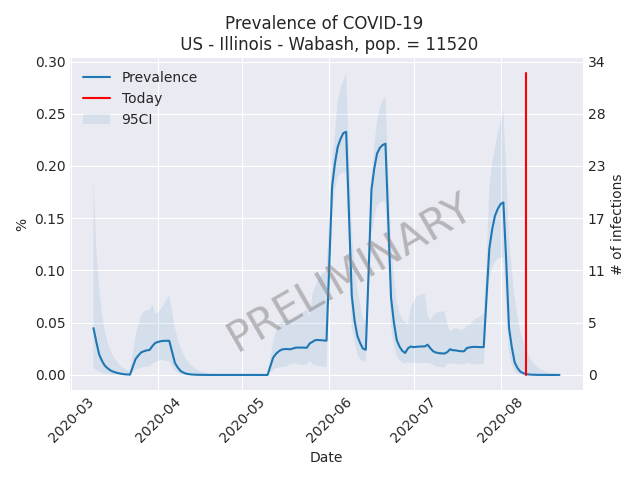 Prevalence of COVID-19
US - Illinois - Wabash, pop. = 11520
Prevalence
Today
95CI
0.30
0.25
0.20
0.15
0.10
0.05
0.00
%
34
28
23
17
11
5
0
# of infections
PRELIMINARY
2020-03
2020-04
2020-05
2020-06
2020-07
2020-08
Date